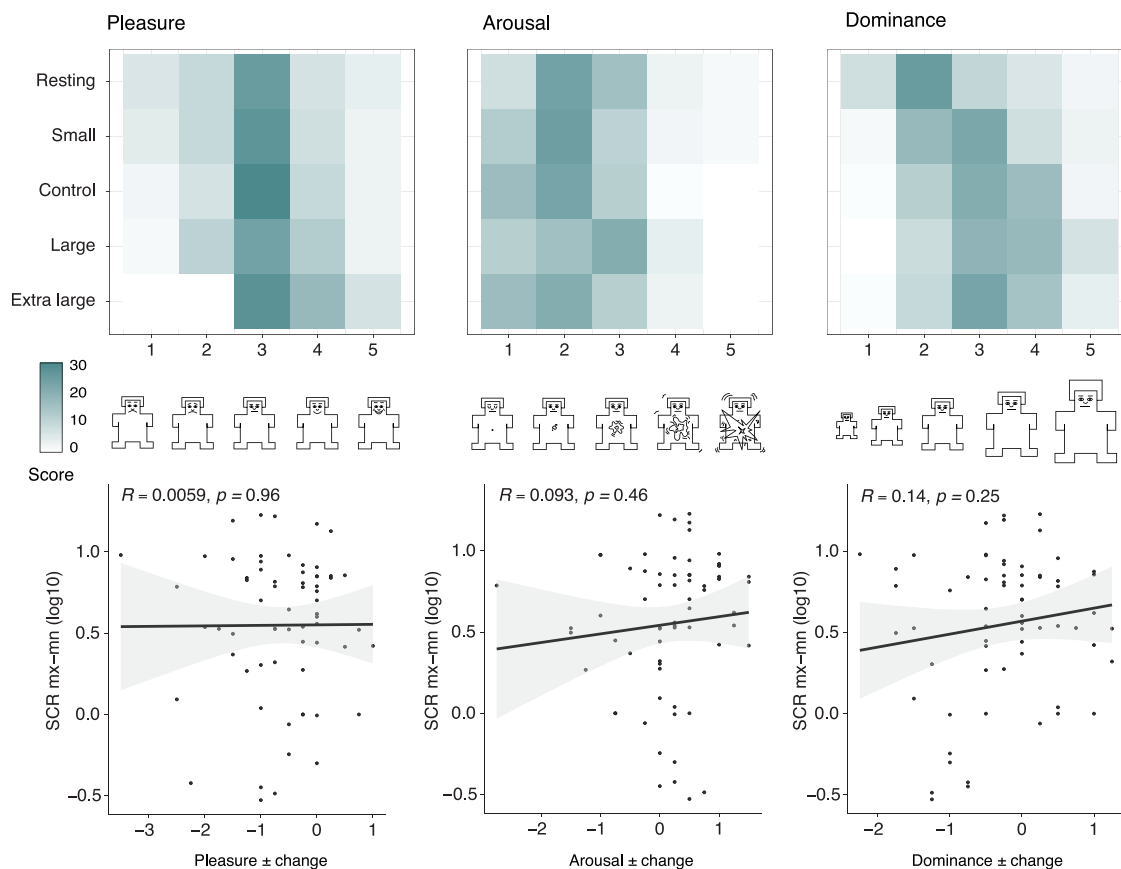 Pleasure
Arousal
Dominance
Resting
Small
Control
Large
Extra large
1 2 3 4 5
1 2 3 4 5
1 2 3 4 5
30
20
10
0
Score
R = 0.0059, p = 0.96
R = 0.093, p = 0.46
R = 0.14, p = 0.25
SCR mx−mn (log10)
1.0
0.5
0.0
−0.5
−3 −2 −1 0 1
Pleasure ± change
SCR mx−mn (log10)
1.0
0.5
0.0
−0.5
−2 −1 0 1
Arousal ± change
SCR mx−mn (log10)
1.0
0.5
0.0
−0.5
−2 −1 0 1
Dominance ± change